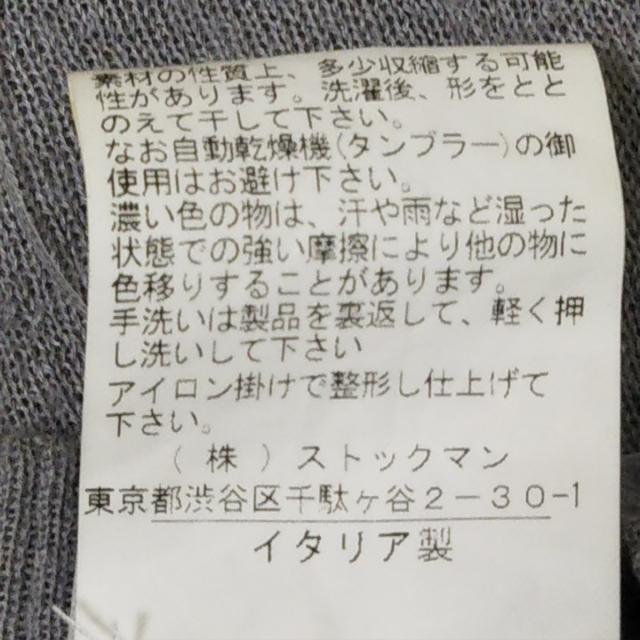 素材の性質上、多少収縮する可能
性があります。洗濯後、形をとと
のえて干して下さい。
なお自動乾燥機(タンブラー)の御
使用はお避け下さい。
濃い色の物は、汗や雨など湿った
状態での強い摩擦により他の物に
色移りすることがあります。
手洗いは製品を裏返して、軽く押
し洗いして下さい
アイロン掛けで整形し仕上げて
下さい。
（株）ストックマン
東京都渋谷区千駄ヶ谷２－３０－１
イタリア製